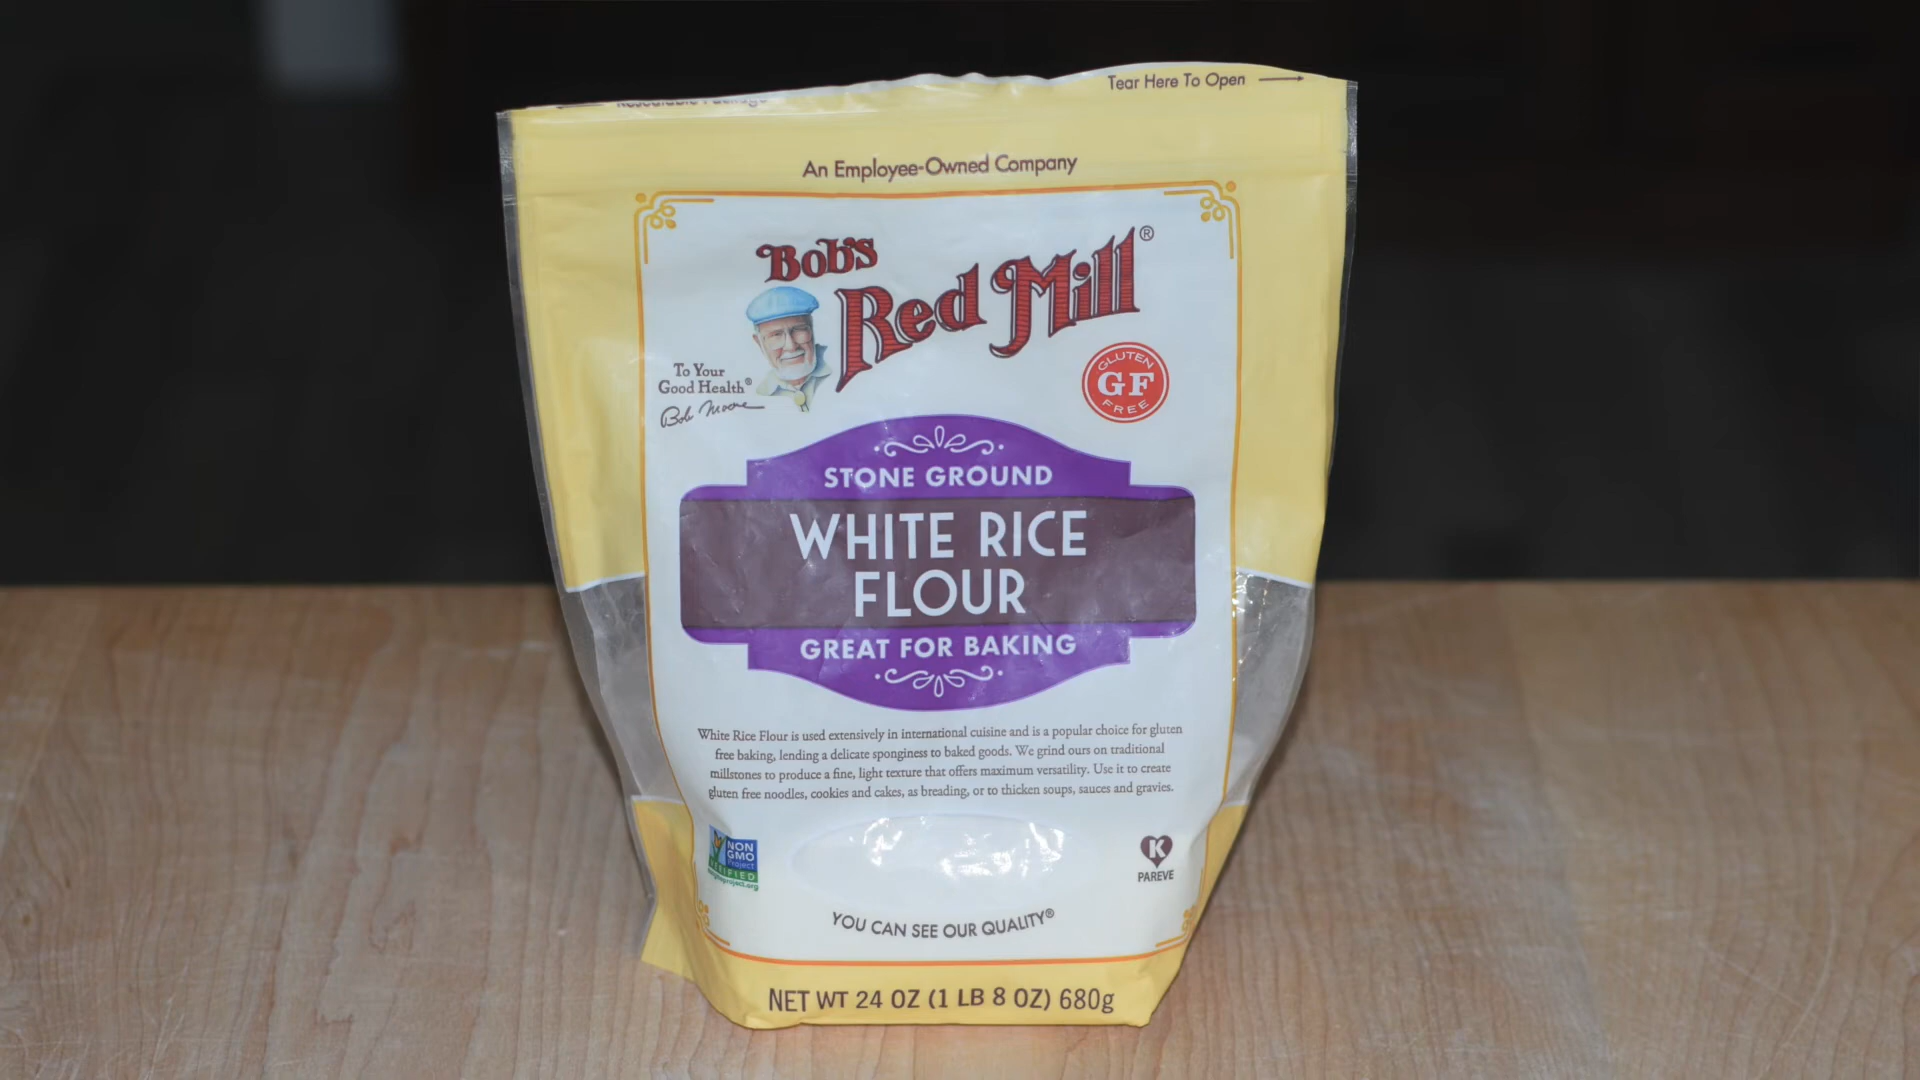 Tear Here To Open
An Employee-Owned Company
Bob's
Red Mill®
To Your
Good Health®
Bob Moore
GLUTEN
GF
FREE
STONE GROUND
WHITE RICE
FLOUR
GREAT FOR BAKING
White Rice Flour is used extensively in international cuisine and is a popular choice for gluten
free baking, lending a delicate sponginess to baked goods. We grind ours on traditional
millstones to produce a fine, light texture that offers maximum versatility. Use it to create
gluten free noodles, cookies and cakes, as breading, or to thicken soups, sauces and gravies.
NON
GMO
Project
VERIFIED
K
PAREVE
YOU CAN SEE OUR QUALITY®
NET WT 24 OZ (1 LB 8 OZ) 680g